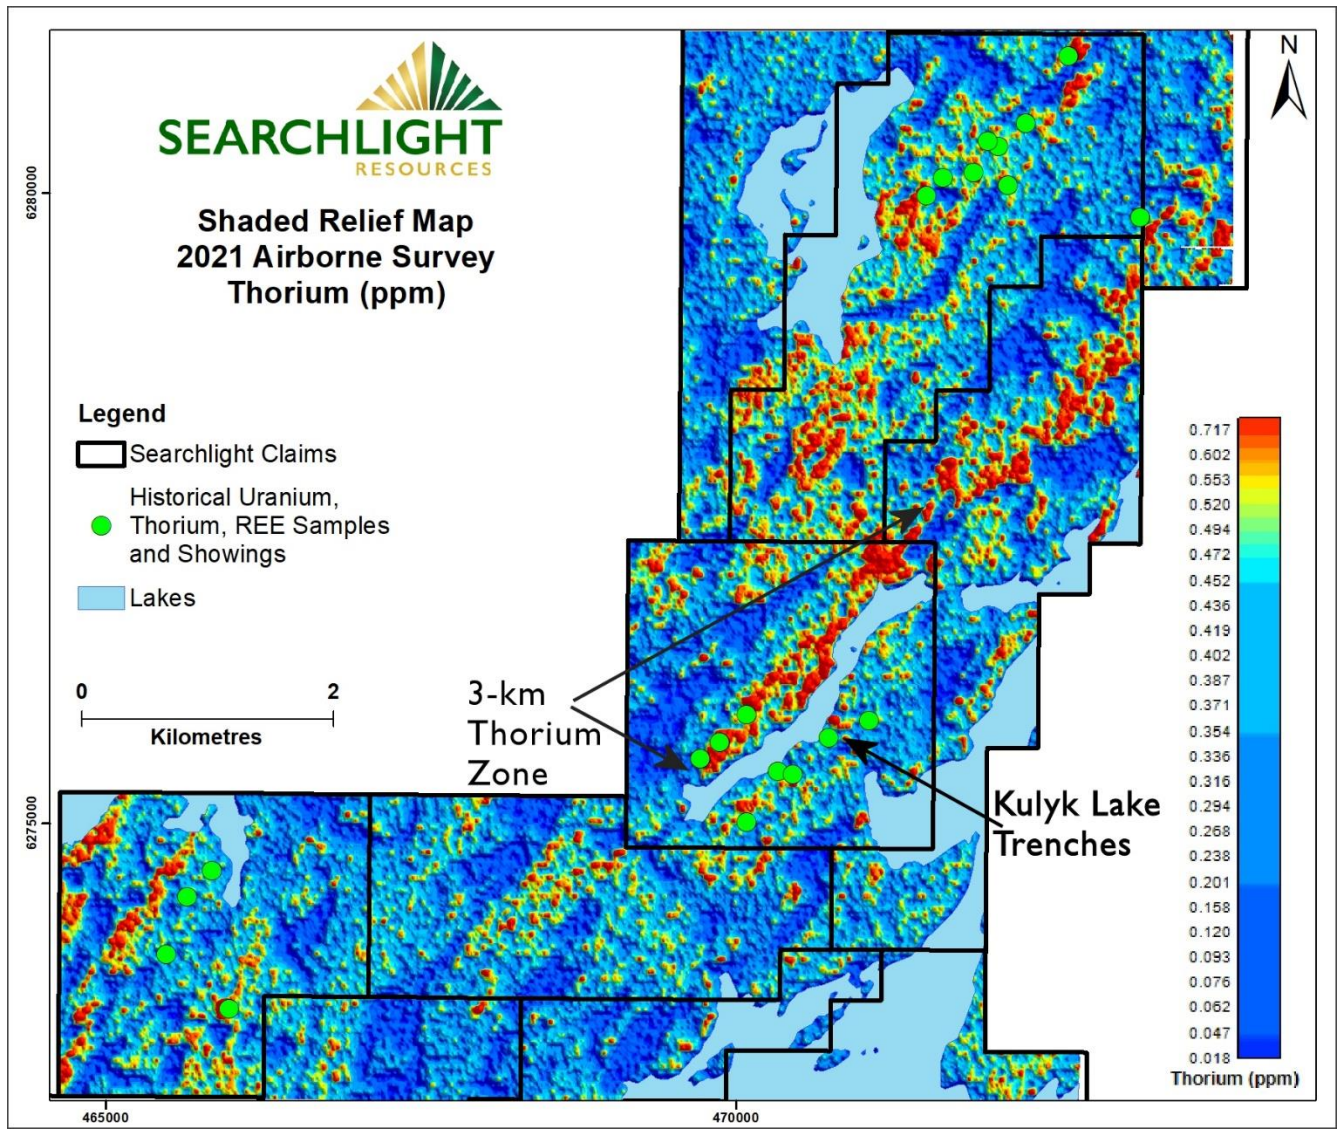 SEARCHLIGHT
RESOURCES
Shaded Relief Map
2021 Airborne Survey
Thorium (ppm)
N
6280000
Legend
Searchlight Claims
Historical Uranium,
Thorium, REE Samples
and Showings
Lakes
0 2
Kilometres
3-km
Thorium
Zone
Kulyk Lake
Trenches
6275000
465000
470000
0.717
0.602
0.553
0.520
0.494
0.472
0.452
0.436
0.419
0.402
0.387
0.371
0.354
0.336
0.316
0.294
0.268
0.238
0.201
0.158
0.120
0.093
0.076
0.062
0.047
0.018
Thorium (ppm)